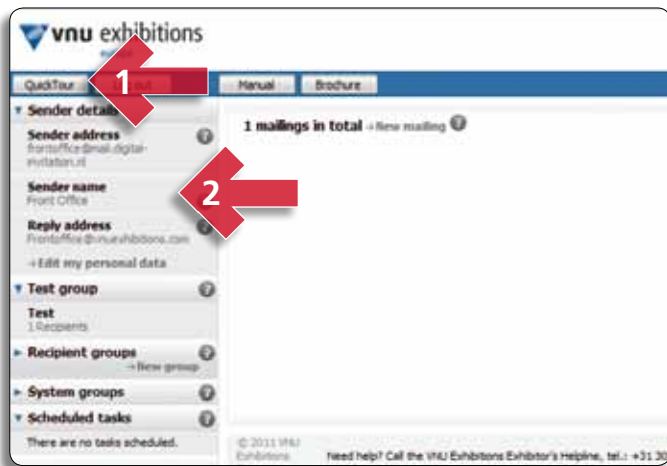 vnu exhibitions
QuickTour
1
Manual
Brochure
Sender details
1 mailings in total → New mailing ?
Sender address ?
frontoffice@mail.digital-
invitation.nl
Sender name
Front Office
2
Reply address ?
Frontoffice@vnuexhibitions.com
→ Edit my personal data
Test group ?
Test
1 Recipients
Recipient groups ?
→ New group
System groups ?
Scheduled tasks ?
There are no tasks scheduled.
© 2011 VNU
Exhibitions
Need help? Call the VNU Exhibitions Exhibitor's Helpline, tel.: +31 30